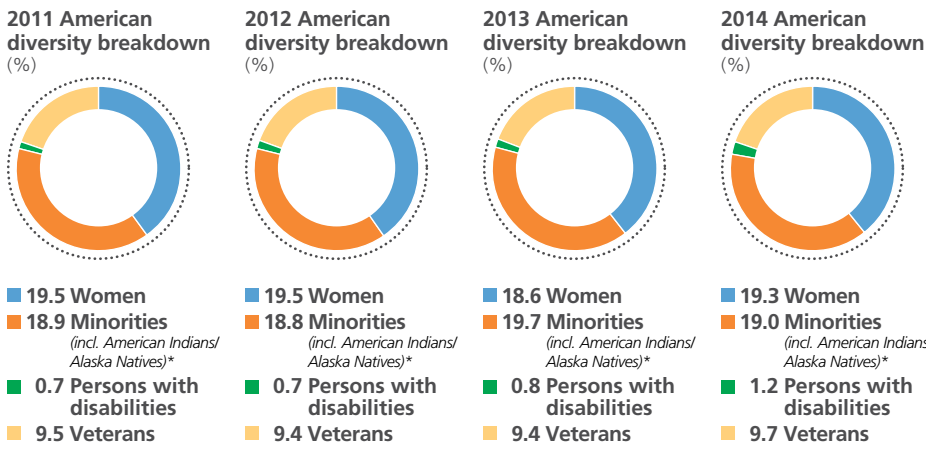 2011 American
diversity breakdown
(%)
19.5 Women
18.9 Minorities
(incl. American Indians/
Alaska Natives)*
0.7 Persons with
disabilities
9.5 Veterans
2012 American
diversity breakdown
(%)
19.5 Women
18.8 Minorities
(incl. American Indians/
Alaska Natives)*
0.7 Persons with
disabilities
9.4 Veterans
2013 American
diversity breakdown
(%)
18.6 Women
19.7 Minorities
(incl. American Indians/
Alaska Natives)*
0.8 Persons with
disabilities
9.4 Veterans
2014 American
diversity breakdown
(%)
19.3 Women
19.0 Minorities
(incl. American Indians
Alaska Natives)*
1.2 Persons with
disabilities
9.7 Veterans